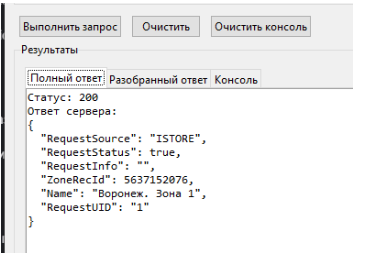 Выполнить запрос Очистить Очистить консоль
Результаты
Полный ответ Разобранный ответ Консоль
Статус: 200
Ответ сервера:
{
  "RequestSource": "ISTORE",
  "RequestStatus": true,
  "RequestInfo": "",
  "ZoneRecId": 5637152076,
  "Name": "Воронеж. Зона 1",
  "RequestUID": "1"
}